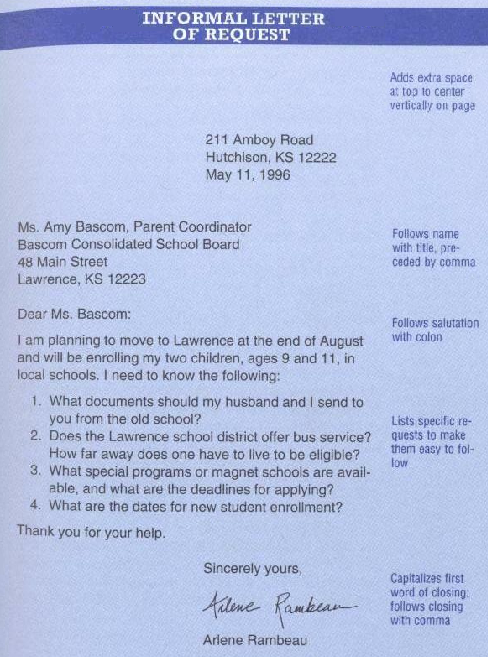 INFORMAL LETTER
OF REQUEST
Adds extra space
at top to center
vertically on page
211 Amboy Road
Hutchison, KS 12222
May 11, 1996
Ms. Amy Bascom, Parent Coordinator
Bascom Consolidated School Board
48 Main Street
Lawrence, KS 12223
Follows name
with title, pre-
ceded by comma
Dear Ms. Bascom:
Follows salutation
with colon
I am planning to move to Lawrence at the end of August
and will be enrolling my two children, ages 9 and 11, in
local schools. I need to know the following:
1. What documents should my husband and I send to
you from the old school?
2. Does the Lawrence school district offer bus service?
How far away does one have to live to be eligible?
3. What special programs or magnet schools are avail-
able, and what are the deadlines for applying?
4. What are the dates for new student enrollment?
Lists specific re-
quests to make
them easy to fol-
low
Thank you for your help.
Sincerely yours,
Arlene Rambeau
Arlene Rambeau
Capitalizes first
word of closing;
follows closing
with comma